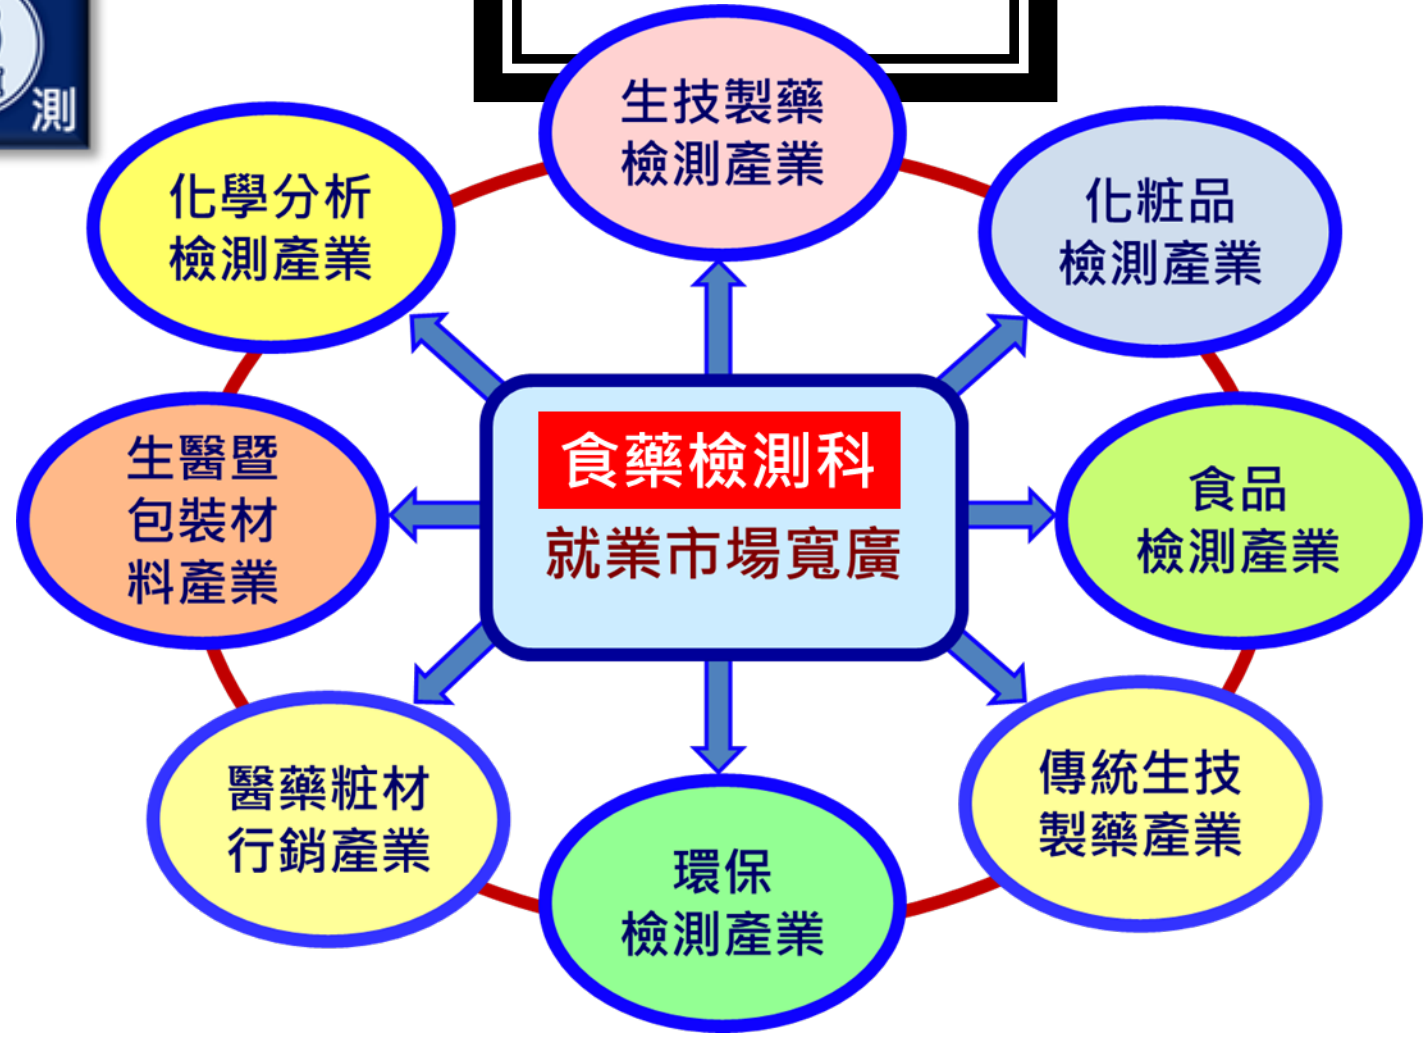 測
生技製藥
檢測產業
化學分析
檢測產業
化粧品
檢測產業
生醫暨
包裝材
料產業
食藥檢測科
就業市場寬廣
食品
檢測產業
醫藥粧材
行銷產業
傳統生技
製藥產業
環保
檢測產業